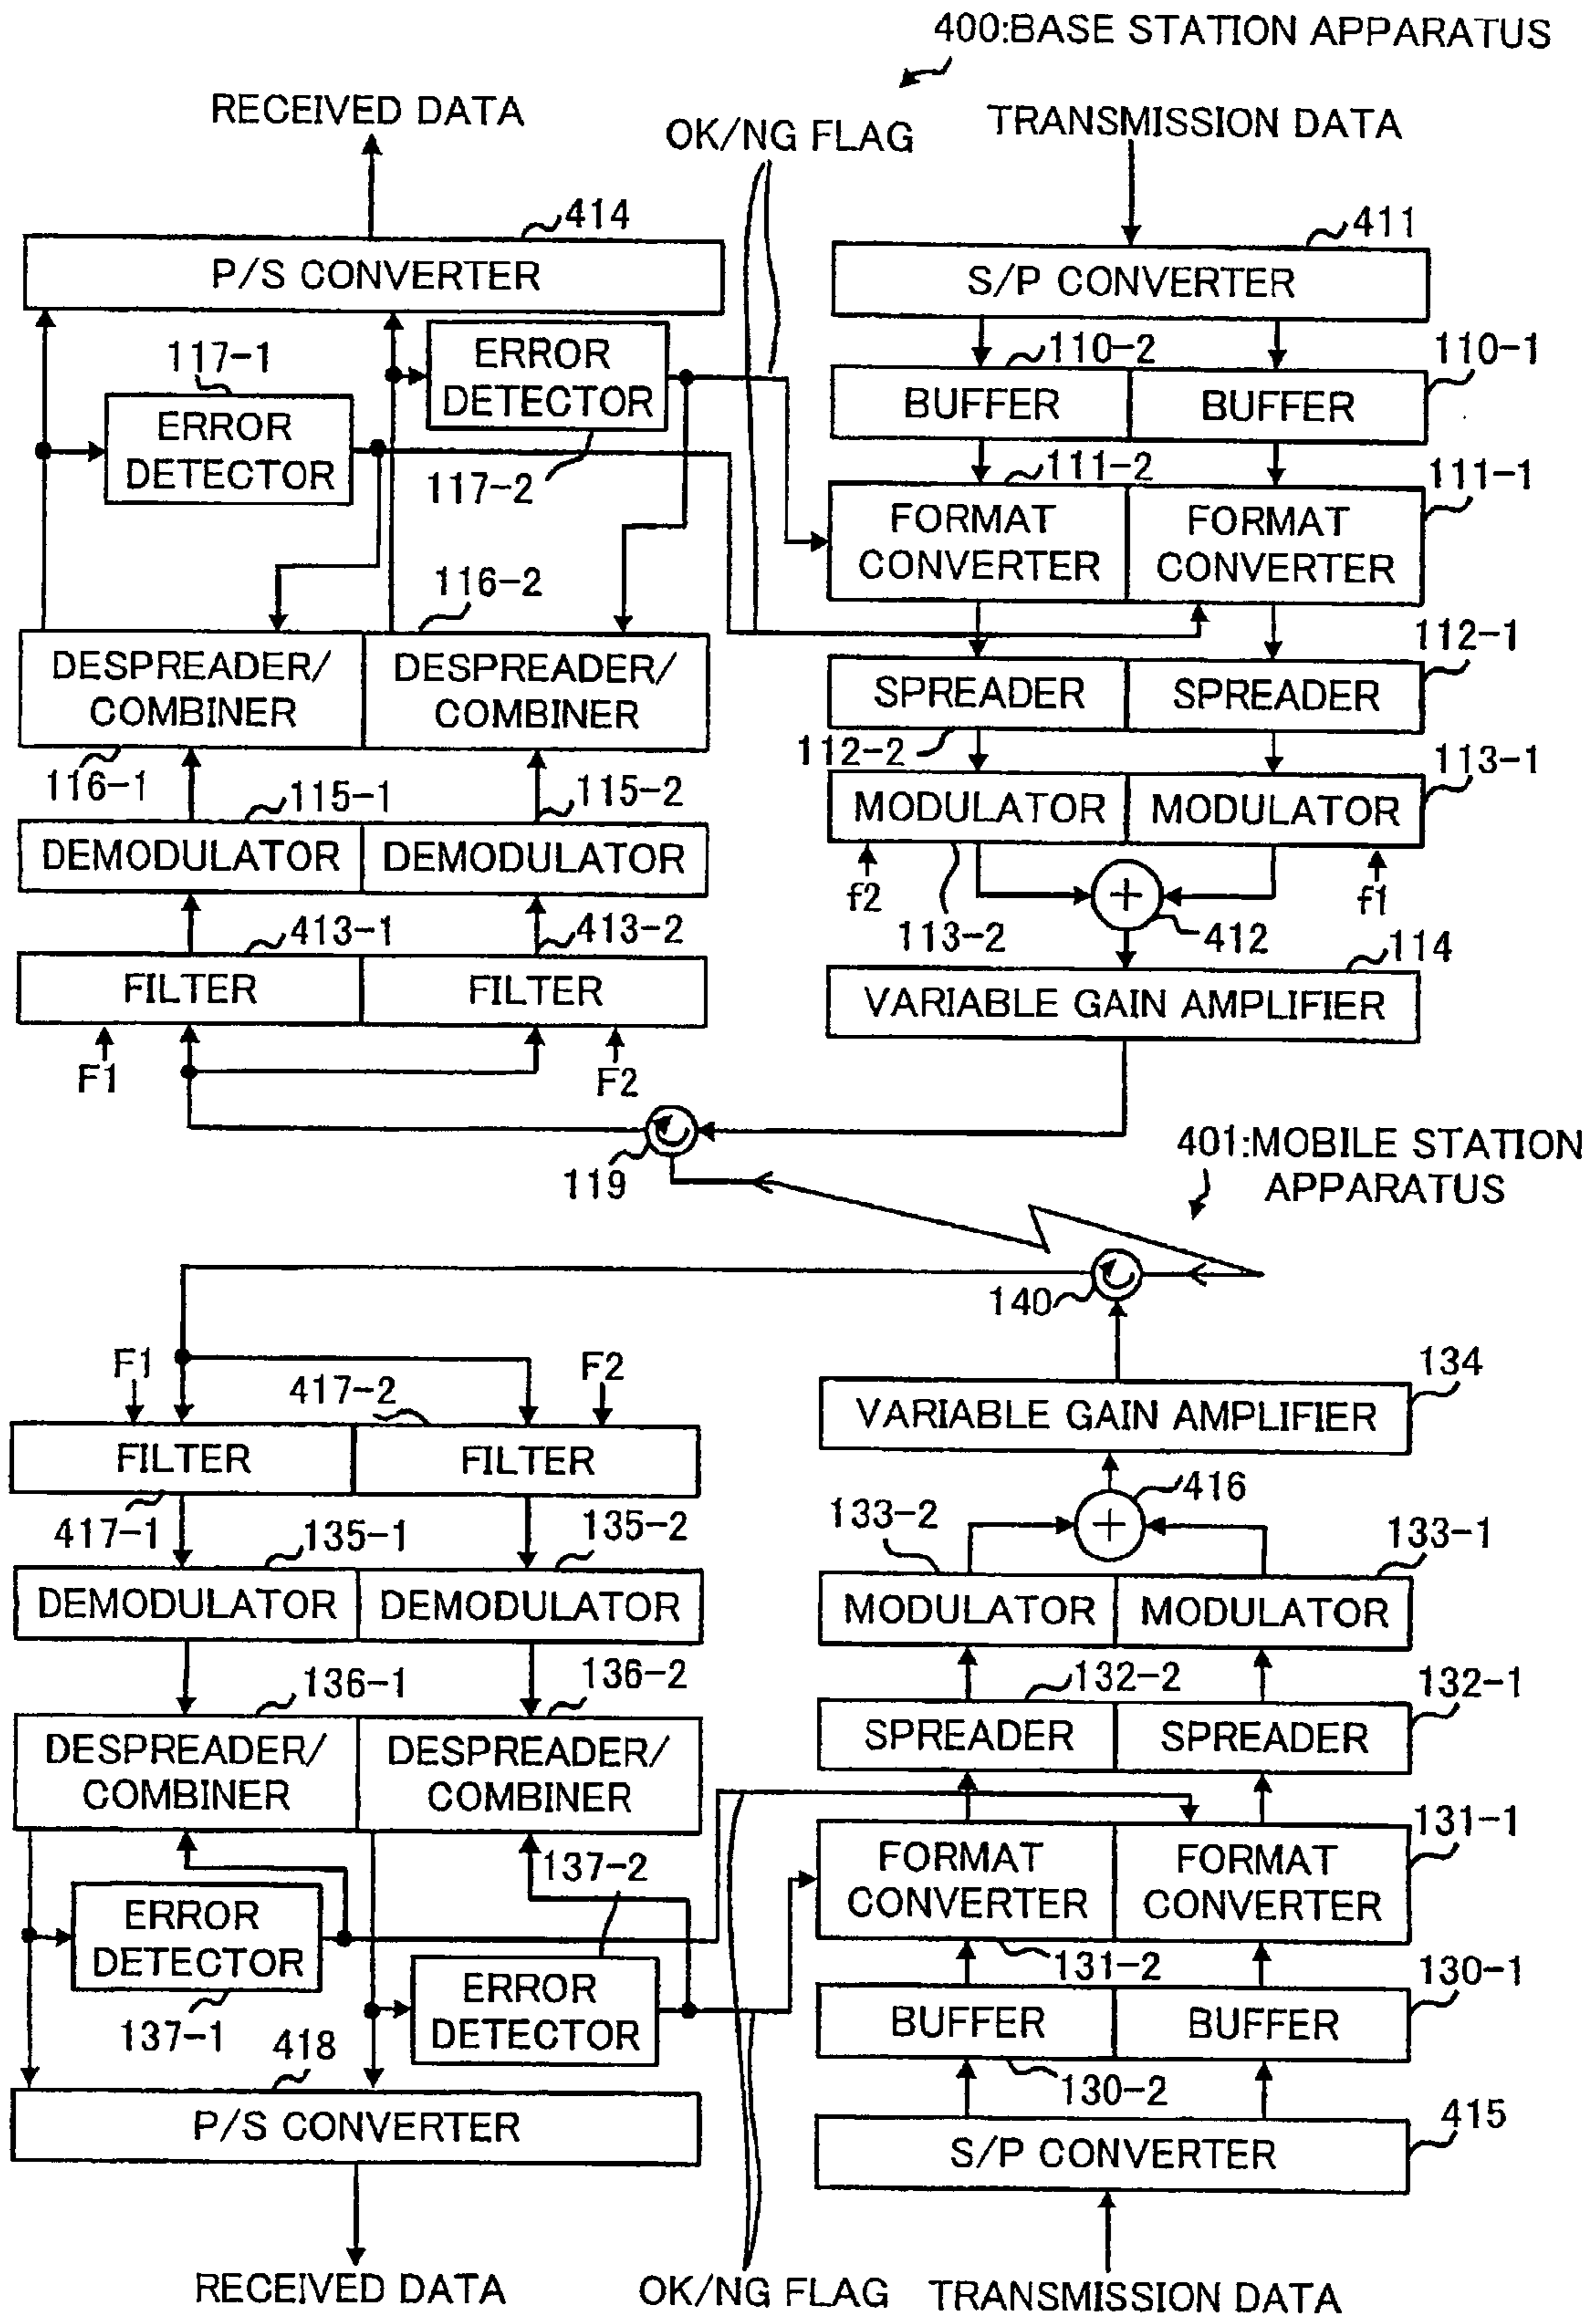 400:BASE STATION APPARATUS
RECEIVED DATA
OK/NG FLAG
TRANSMISSION DATA
414
P/S CONVERTER
411
S/P CONVERTER
117-1
ERROR
DETECTOR
ERROR
DETECTOR
117-2
110-2
110-1
BUFFER
BUFFER
111-2
111-1
FORMAT
CONVERTER
FORMAT
CONVERTER
116-2
DESPREADER/
COMBINER
DESPREADER/
COMBINER
116-1
112-1
SPREADER
SPREADER
112-2
115-1
115-2
DEMODULATOR
DEMODULATOR
113-1
MODULATOR
MODULATOR
f2
113-2
412
f1
413-1
413-2
FILTER
FILTER
F1
F2
114
VARIABLE GAIN AMPLIFIER
119
401:MOBILE STATION
APPARATUS
140
F1
417-2
F2
FILTER
FILTER
417-1
134
VARIABLE GAIN AMPLIFIER
416
135-1
135-2
DEMODULATOR
DEMODULATOR
133-2
133-1
MODULATOR
MODULATOR
136-1
136-2
DESPREADER/
COMBINER
DESPREADER/
COMBINER
132-2
132-1
SPREADER
SPREADER
137-2
131-1
FORMAT
CONVERTER
FORMAT
CONVERTER
131-2
ERROR
DETECTOR
137-1
ERROR
DETECTOR
130-1
BUFFER
BUFFER
130-2
418
P/S CONVERTER
415
S/P CONVERTER
RECEIVED DATA
OK/NG FLAG
TRANSMISSION DATA